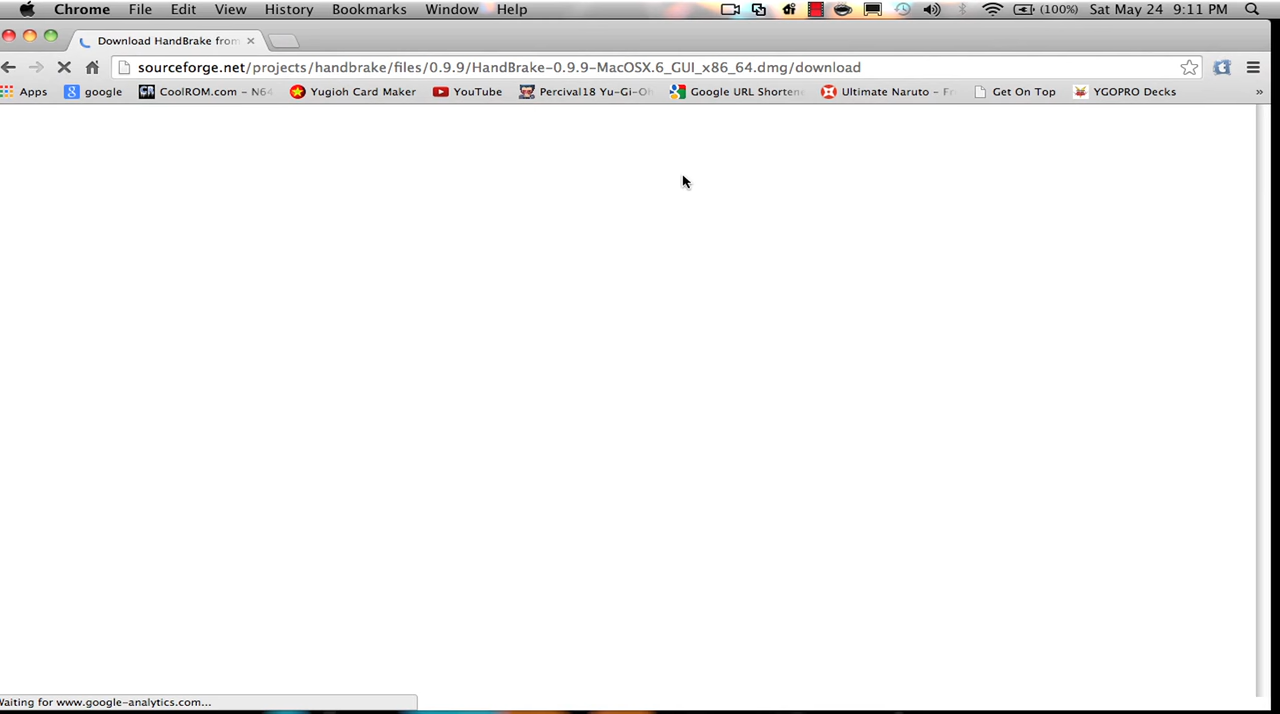 Chrome File Edit View History Bookmarks Window Help (100%) Sat May 24 9:11 PM
Download HandBrake from
sourceforge.net/projects/handbrake/files/0.9.9/HandBrake-0.9.9-MacOSX.6_GUI_x86_64.dmg/download
Apps google CoolROM.com – N64 Yugioh Card Maker YouTube Percival18 Yu-Gi-Oh Google URL Shortene Ultimate Naruto – Fr Get On Top YGOPRO Decks »
Waiting for www.google-analytics.com...